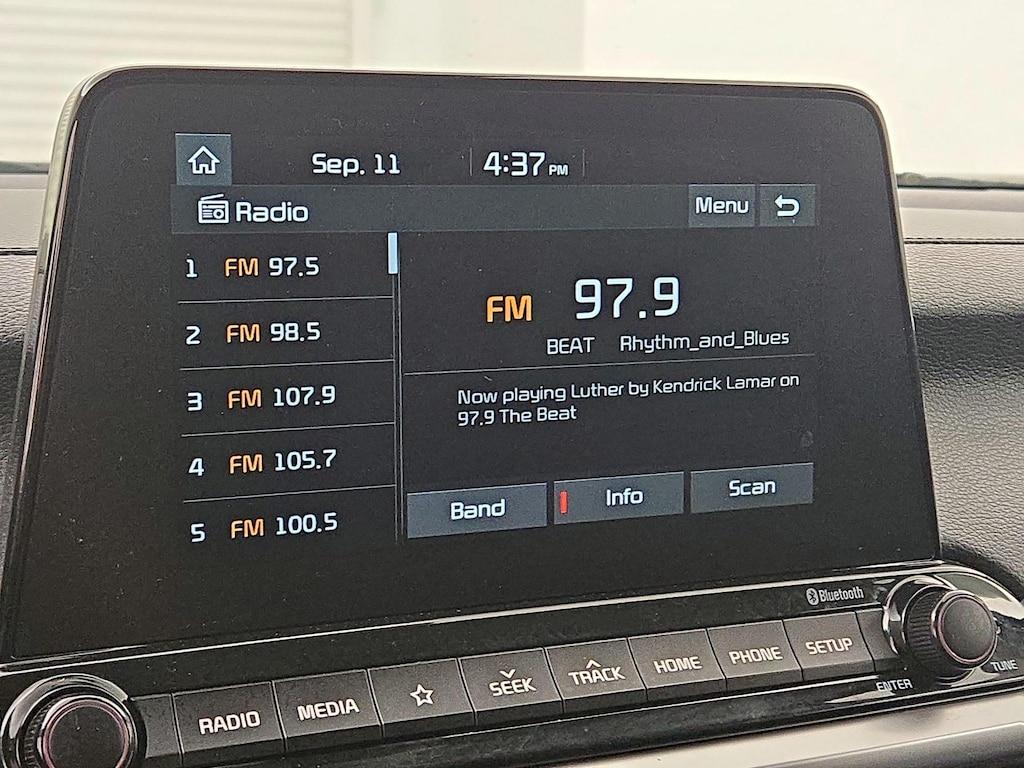 Sep. 11 4:37 PM
Radio Menu
1 FM 97.5
2 FM 98.5
3 FM 107.9
4 FM 105.7
5 FM 100.5
FM 97.9
BEAT Rhythm_and_Blues
Now playing Luther by Kendrick Lamar on
97.9 The Beat
Band Info Scan
Bluetooth
RADIO MEDIA SEEK TRACK HOME PHONE SETUP
ENTER TUNE